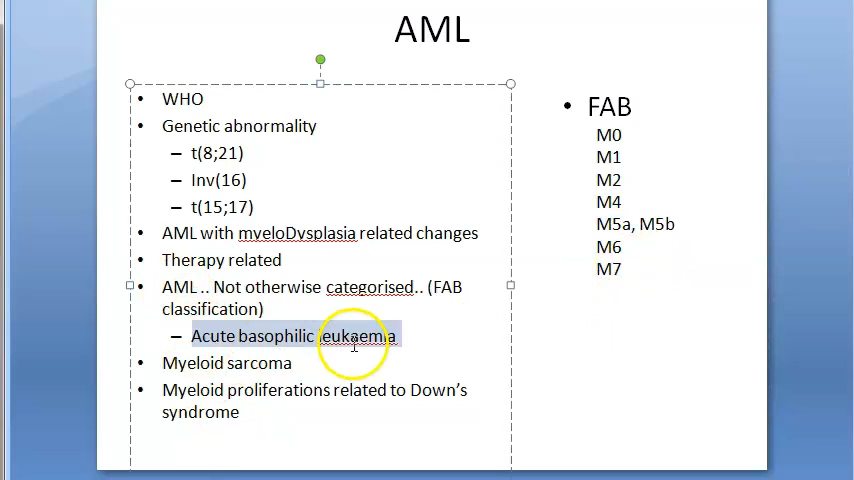 AML
• WHO
• Genetic abnormality
– t(8;21)
– Inv(16)
– t(15;17)
• AML with myeloDysplasia related changes
• Therapy related
• AML .. Not otherwise categorised.. (FAB
classification)
– Acute basophilic leukaemia
• Myeloid sarcoma
• Myeloid proliferations related to Down's
syndrome
• FAB
M0
M1
M2
M4
M5a, M5b
M6
M7